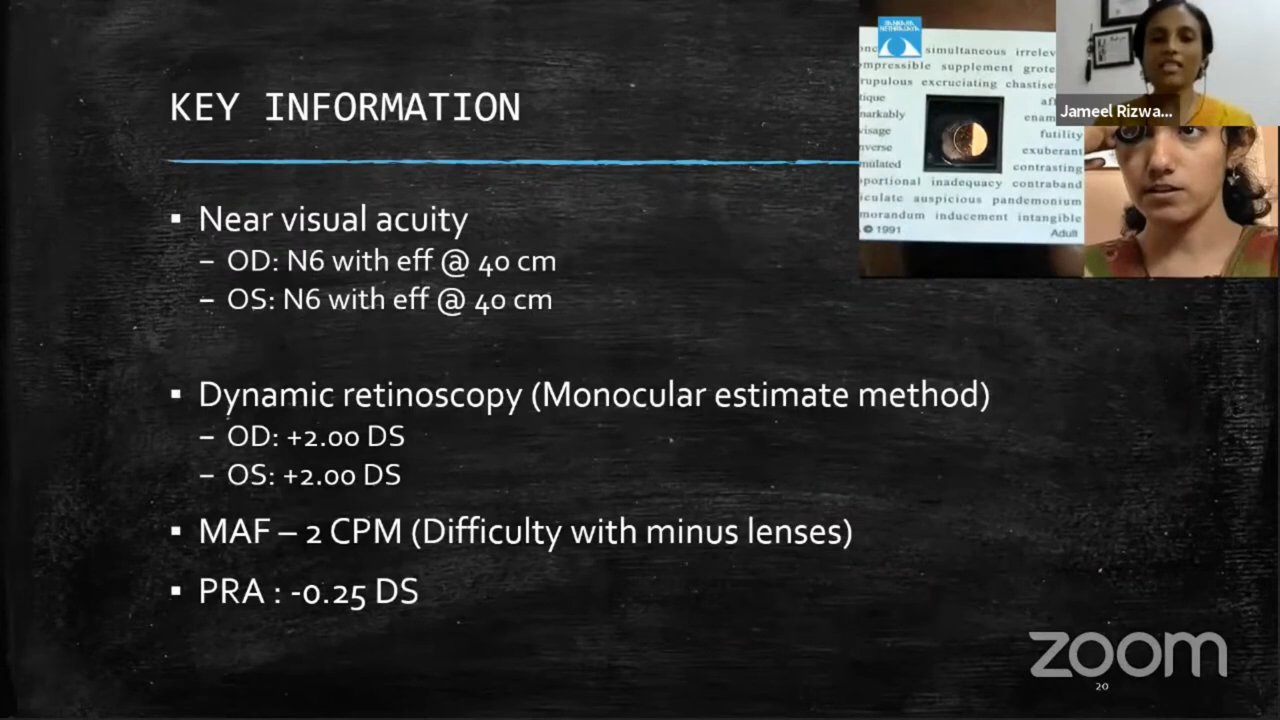 KEY INFORMATION
▪ Near visual acuity
– OD: N6 with eff @ 40 cm
– OS: N6 with eff @ 40 cm
▪ Dynamic retinoscopy (Monocular estimate method)
– OD: +2.00 DS
– OS: +2.00 DS
▪ MAF – 2 CPM (Difficulty with minus lenses)
▪ PRA : -0.25 DS
SANKARA
NETHRALAYA
simultaneous
supplement
excruciating
futility
exuberant
contrasting
inadequacy contraband
auspicious pandemonium
inducement intangible
© 1991
Adult
Jameel Rizwa...
zoom
20